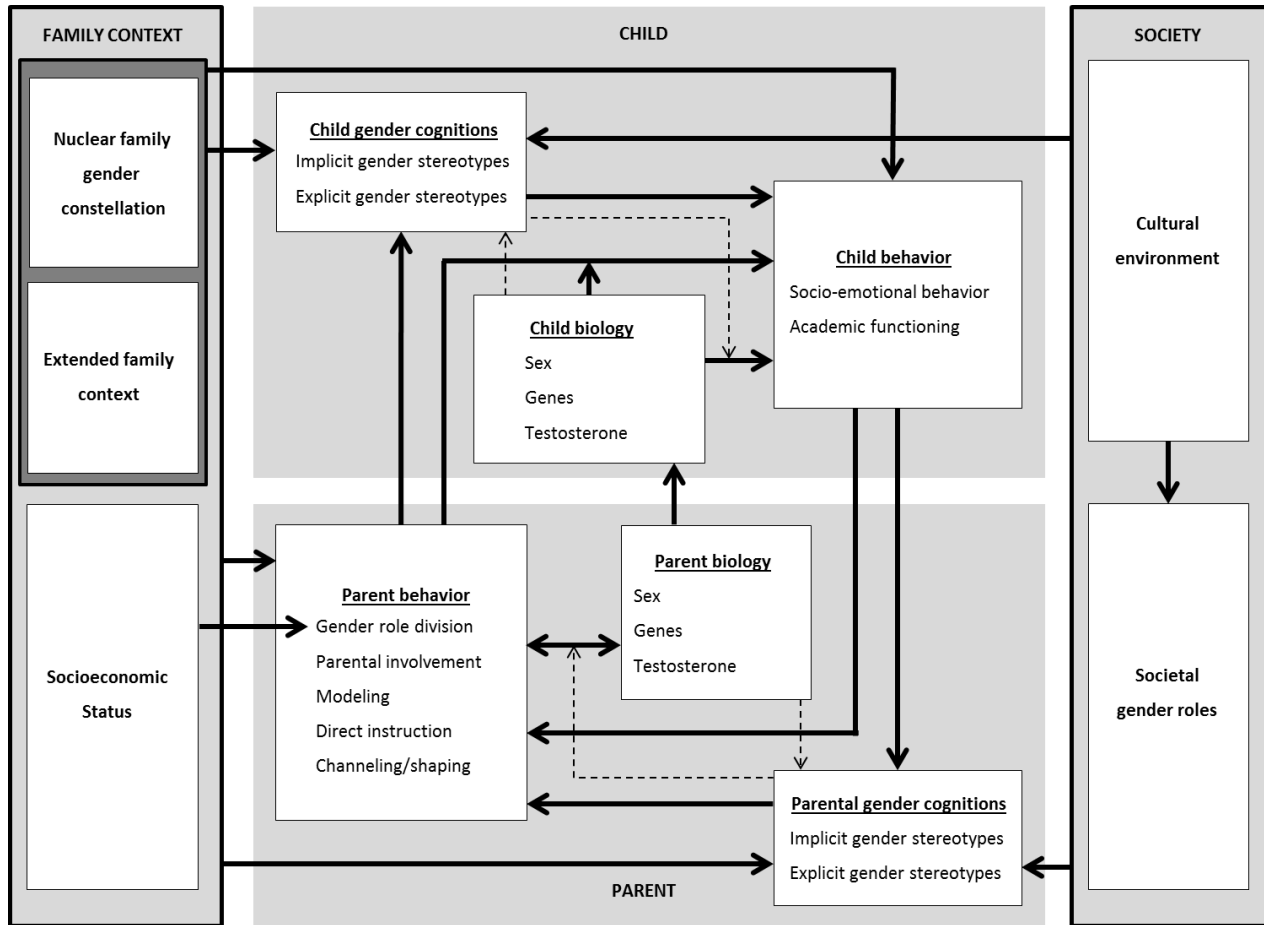 FAMILY CONTEXT
Nuclear family
gender
constellation
Extended family
context
Socioeconomic
Status
CHILD
Child gender cognitions
Implicit gender stereotypes
Explicit gender stereotypes
Child behavior
Socio-emotional behavior
Academic functioning
Child biology
Sex
Genes
Testosterone
Parent behavior
Gender role division
Parental involvement
Modeling
Direct instruction
Channeling/shaping
Parent biology
Sex
Genes
Testosterone
Parental gender cognitions
Implicit gender stereotypes
Explicit gender stereotypes
PARENT
SOCIETY
Cultural
environment
Societal
gender roles